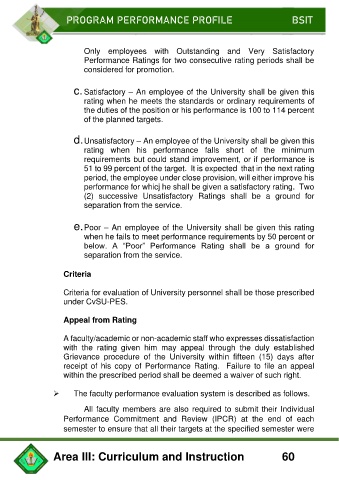 PROGRAM PERFORMANCE PROFILE BSIT
Only employees with Outstanding and Very Satisfactory
Performance Ratings for two consecutive rating periods shall be
considered for promotion.
c. Satisfactory – An employee of the University shall be given this
rating when he meets the standards or ordinary requirements of
the duties of the position or his performance is 100 to 114 percent
of the planned targets.
d. Unsatisfactory – An employee of the University shall be given this
rating when his performance falls short of the minimum
requirements but could stand improvement, or if performance is
51 to 99 percent of the target. It is expected that in the next rating
period, the employee under close provision, will either improve his
performance for whicj he shall be given a satisfactory rating. Two
(2) successive Unsatisfactory Ratings shall be a ground for
separation from the service.
e. Poor – An employee of the University shall be given this rating
when he fails to meet performance requirements by 50 percent or
below. A “Poor” Performance Rating shall be a ground for
separation from the service.
Criteria
Criteria for evaluation of University personnel shall be those prescribed
under CvSU-PES.
Appeal from Rating
A faculty/academic or non-academic staff who expresses dissatisfaction
with the rating given him may appeal through the duly established
Grievance procedure of the University within fifteen (15) days after
receipt of his copy of Performance Rating. Failure to file an appeal
within the prescribed period shall be deemed a waiver of such right.
➢ The faculty performance evaluation system is described as follows.
All faculty members are also required to submit their Individual
Performance Commitment and Review (IPCR) at the end of each
semester to ensure that all their targets at the specified semester were
Area III: Curriculum and Instruction 60